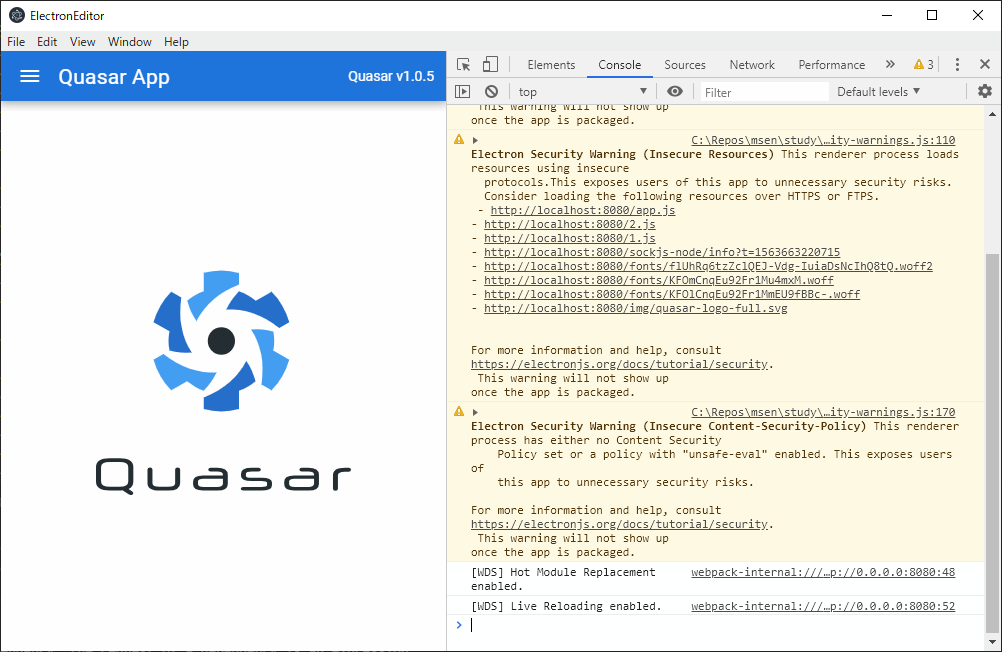 ElectronEditor
File Edit View Window Help
Quasar App
Quasar v1.0.5
Quasar
Elements Console Sources Network Performance » 3
top
Filter
Default levels
This warning will not show up
once the app is packaged.
C:\Repos\msen\study\…ity-warnings.js:110
Electron Security Warning (Insecure Resources) This renderer process loads
resources using insecure
protocols.This exposes users of this app to unnecessary security risks.
Consider loading the following resources over HTTPS or FTPS.
- http://localhost:8080/app.js
- http://localhost:8080/2.js
- http://localhost:8080/1.js
- http://localhost:8080/sockjs-node/info?t=1563663220715
- http://localhost:8080/fonts/flUhRq6tzZclQEJ-Vdg-IuiaDsNcIhQ8tQ.woff2
- http://localhost:8080/fonts/KFOmCnqEu92Fr1Mu4mxM.woff
- http://localhost:8080/fonts/KFOlCnqEu92Fr1MmEU9fBBc-.woff
- http://localhost:8080/img/quasar-logo-full.svg
For more information and help, consult
https://electronjs.org/docs/tutorial/security.
This warning will not show up
once the app is packaged.
C:\Repos\msen\study\…ity-warnings.js:170
Electron Security Warning (Insecure Content-Security-Policy) This renderer
process has either no Content Security
Policy set or a policy with "unsafe-eval" enabled. This exposes users
of
this app to unnecessary security risks.
For more information and help, consult
https://electronjs.org/docs/tutorial/security.
This warning will not show up
once the app is packaged.
[WDS] Hot Module Replacement webpack-internal:///…p://0.0.0.0:8080:48
enabled.
[WDS] Live Reloading enabled. webpack-internal:///…p://0.0.0.0:8080:52